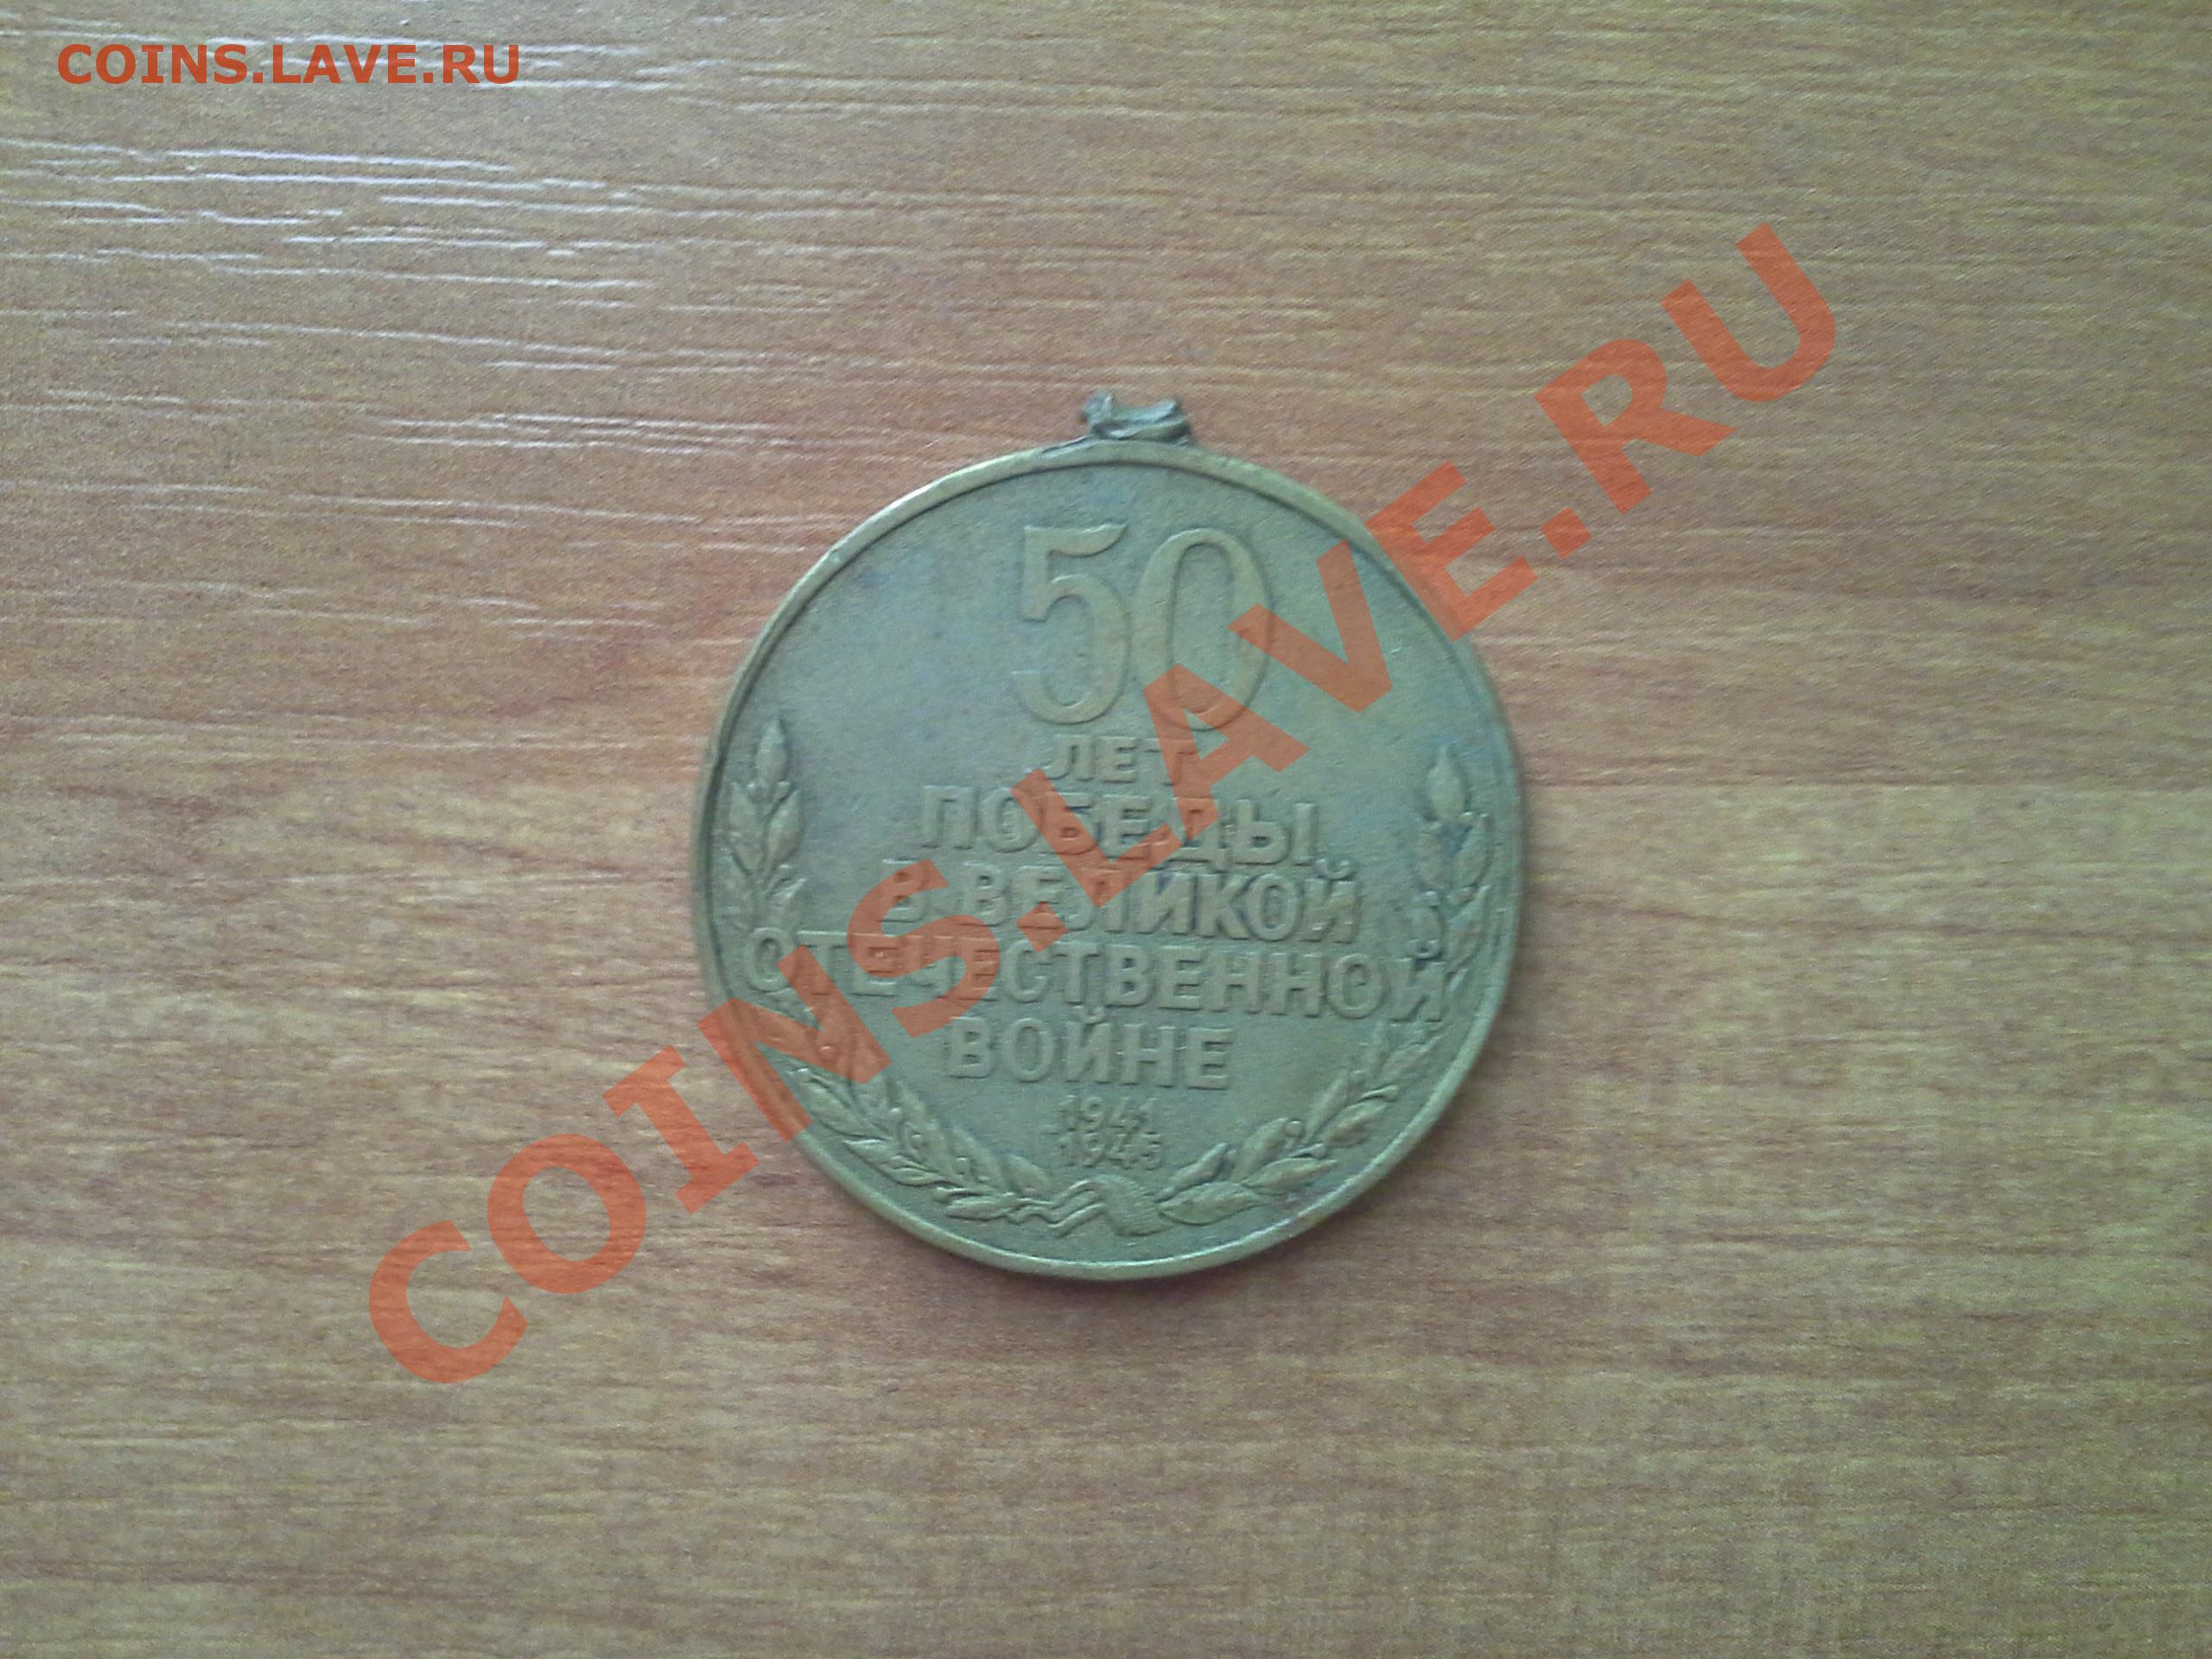 COINS.LAVE.RU
50
ЛЕТ
ПОБЕДЫ
В ВЕЛИКОЙ
ОТЕЧЕСТВЕННОЙ
ВОЙНЕ
1941
1945
COINS.LAVE.RU